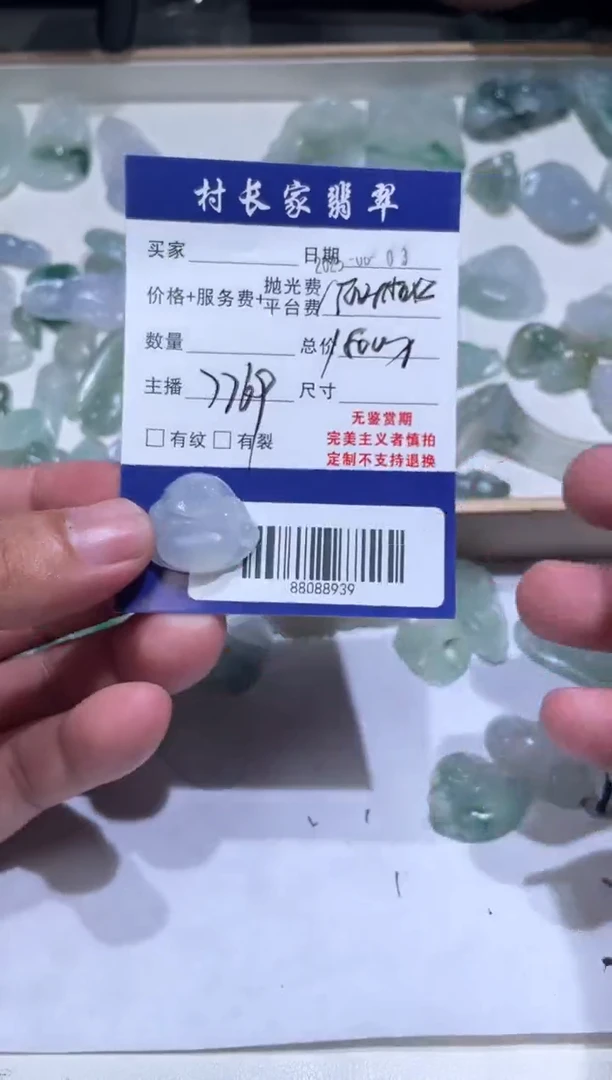 村长家翡翠
买家 日期
价格+服务费+抛光费/平台费
数量 总价
主播 7769 尺寸
无鉴赏期
□有纹 □有裂 完美主义者慎拍
定制不支持退换
88088939